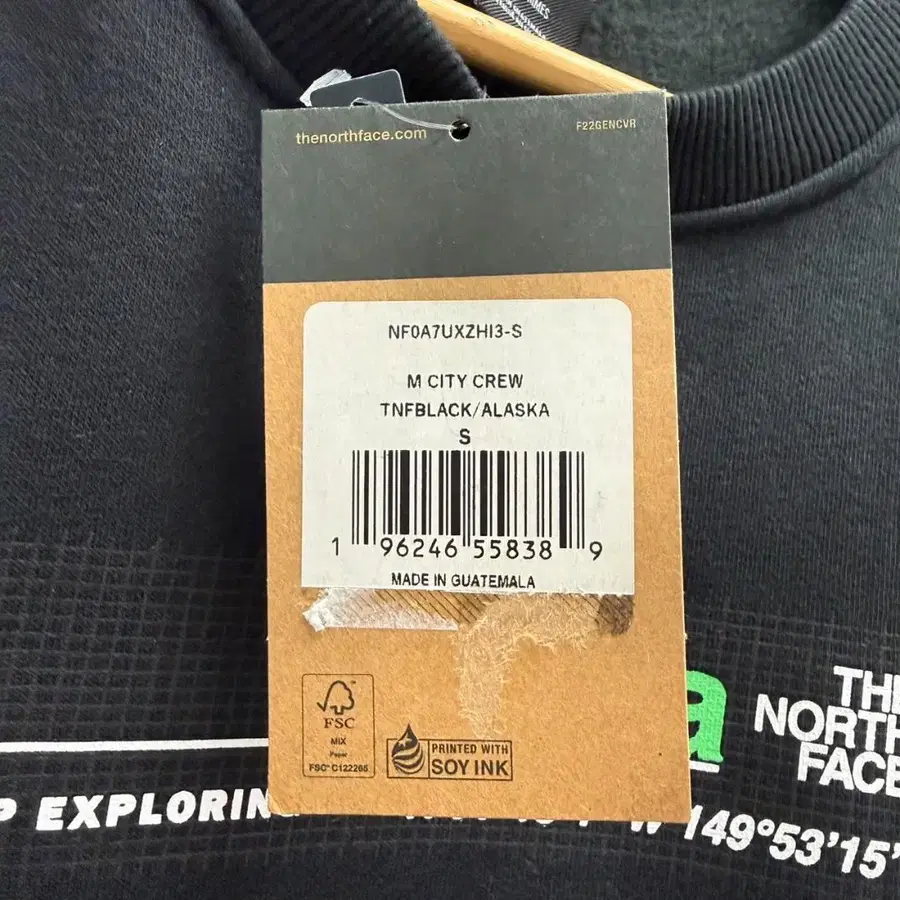 thenorthface.com
F22GENCVR
NF0A7UXZHI3-S
M CITY CREW
TNFBLACK/ALASKA
S
1 96246 55838 9
MADE IN GUATEMALA
FSC
MIX
Paper
FSC® C122265
PRINTED WITH
SOY INK
a
THE
NORTH
FACE
P EXPLORIN
W 149°53'15"